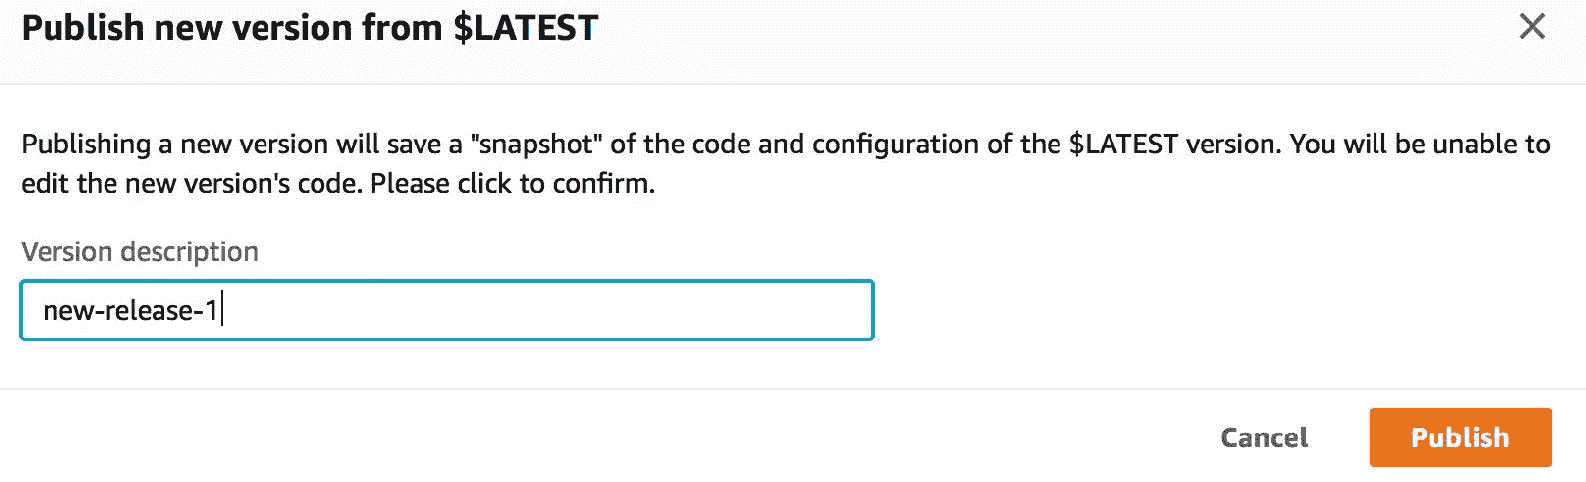 Publish new version from $LATEST
Publishing a new version will save a "snapshot" of the code and configuration of the $LATEST version. You will be unable to
edit the new version's code. Please click to confirm.
Version description
new-release-1
Cancel
Publish